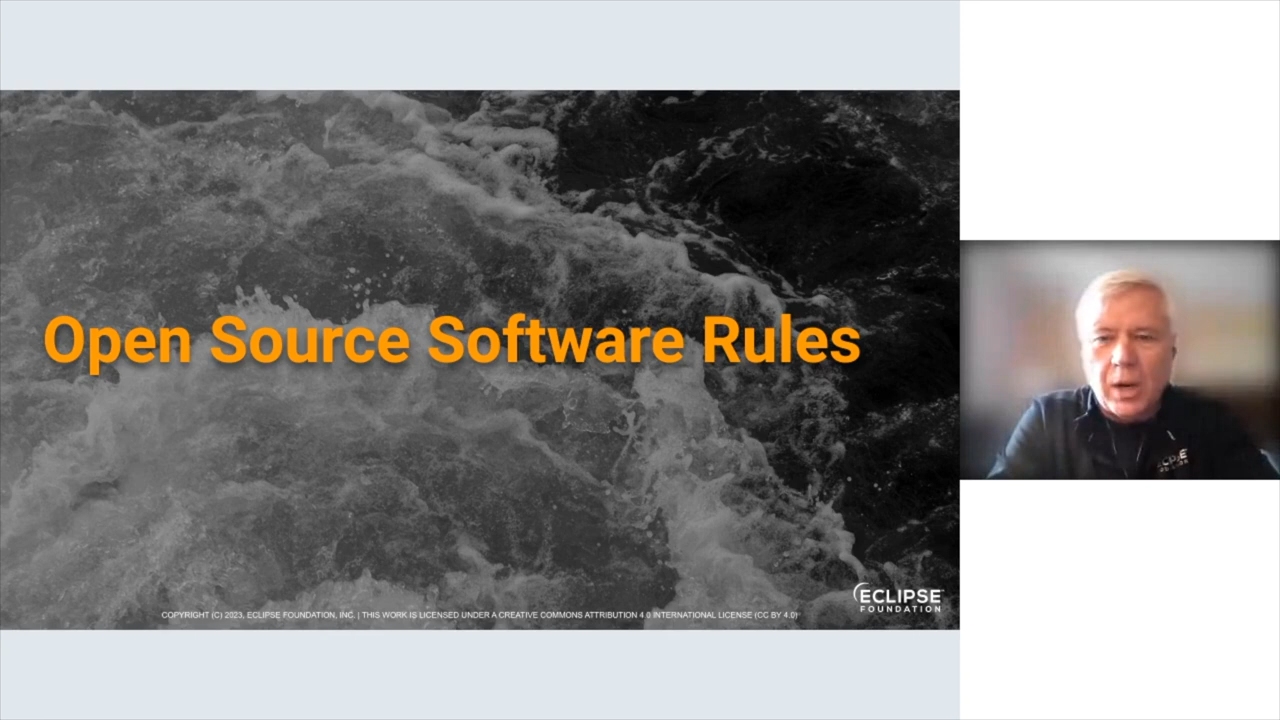 Open Source Software Rules
ECLIPSE
FOUNDATION
COPYRIGHT (C) 2023, ECLIPSE FOUNDATION, INC. | THIS WORK IS LICENSED UNDER A CREATIVE COMMONS ATTRIBUTION 4.0 INTERNATIONAL LICENSE (CC BY 4.0)